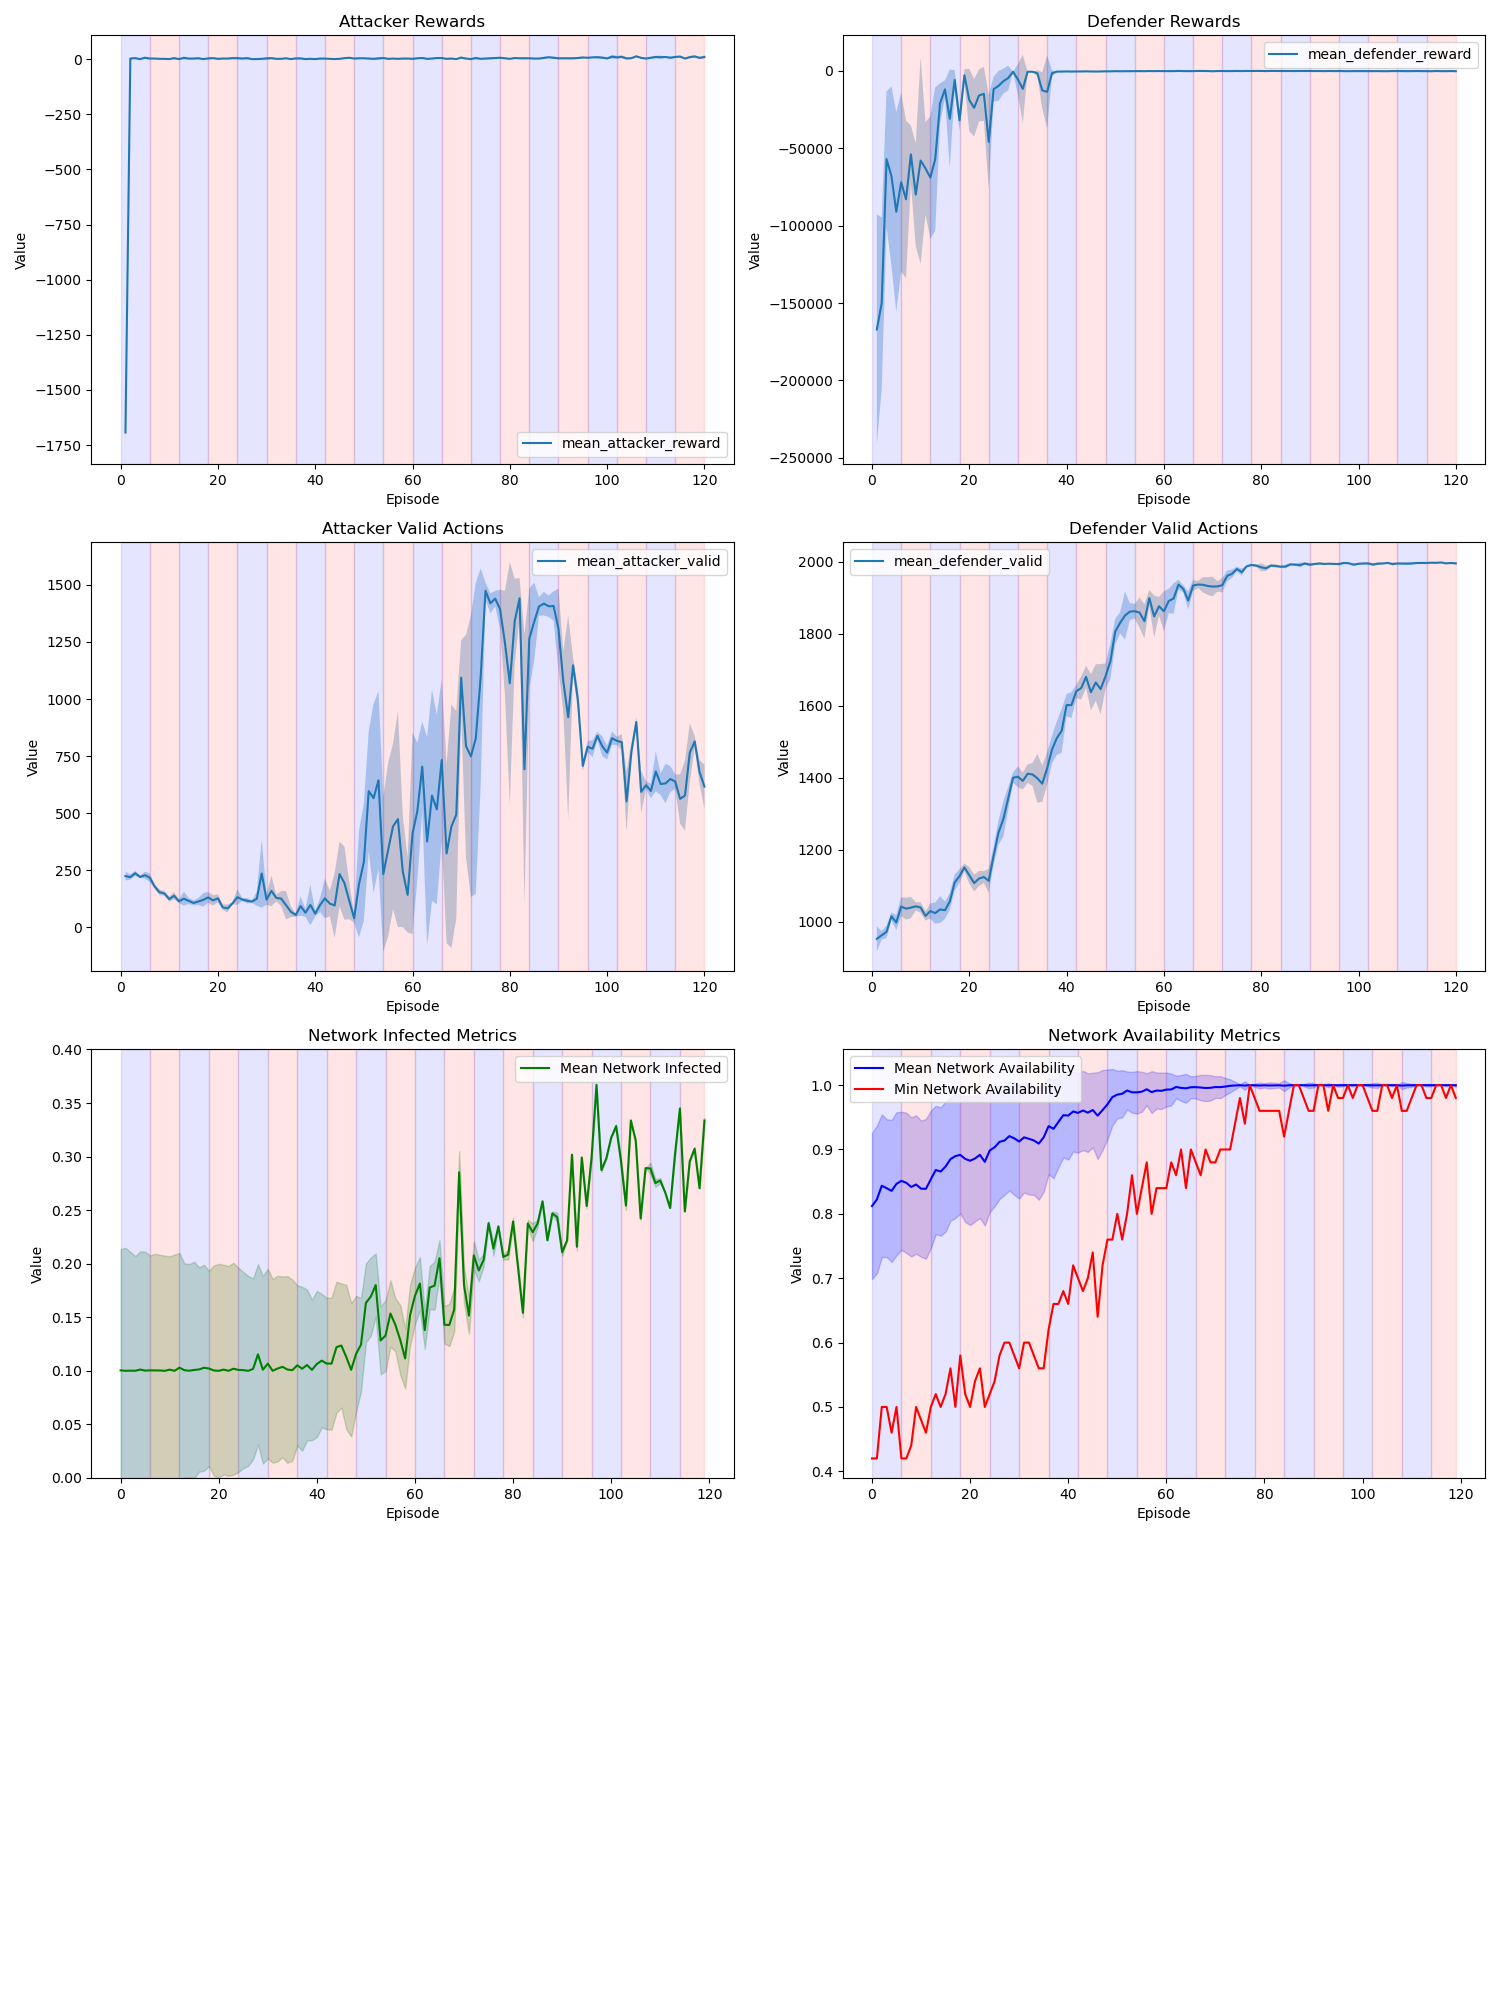 Attacker Rewards
0
−250
−500
−750
−1000
−1250
−1500
−1750
Value
mean_attacker_reward
0 20 40 60 80 100 120
Episode
Defender Rewards
0
−50000
−100000
−150000
−200000
−250000
Value
mean_defender_reward
0 20 40 60 80 100 120
Episode
Attacker Valid Actions
1500
1250
1000
750
500
250
0
Value
mean_attacker_valid
0 20 40 60 80 100 120
Episode
Defender Valid Actions
2000
1800
1600
1400
1200
1000
Value
mean_defender_valid
0 20 40 60 80 100 120
Episode
Network Infected Metrics
0.40
0.35
0.30
0.25
0.20
0.15
0.10
0.05
0.00
Value
Mean Network Infected
0 20 40 60 80 100 120
Episode
Network Availability Metrics
1.0
0.9
0.8
0.7
0.6
0.5
0.4
Value
Mean Network Availability
Min Network Availability
0 20 40 60 80 100 120
Episode